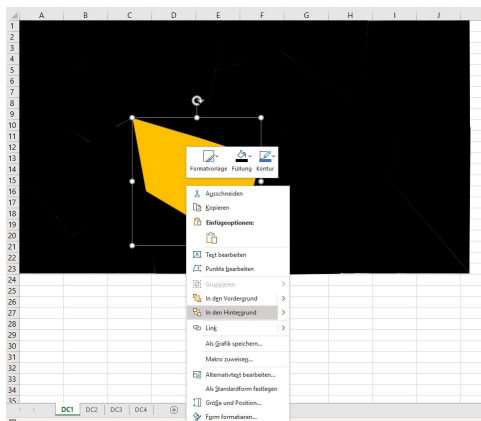 A B C D E F G H I J
1
2
3
4
5
6
7
8
9
10
11
12
13
14
15
16
17
18
19
20
21
22
23
24
25
26
27
28
29
30
31
32
33
34
35
Formatvorlage Füllung Kontur
Ausschneiden
Kopieren
Einfügeoptionen:
Text bearbeiten
Punkte bearbeiten
Gruppieren
In den Vordergrund
In den Hintergrund
Link
Als Grafik speichern...
Makro zuweisen...
Alternativtext bearbeiten...
Als Standardform festlegen
Größe und Position...
Form formatieren...
DC1 DC2 DC3 DC4